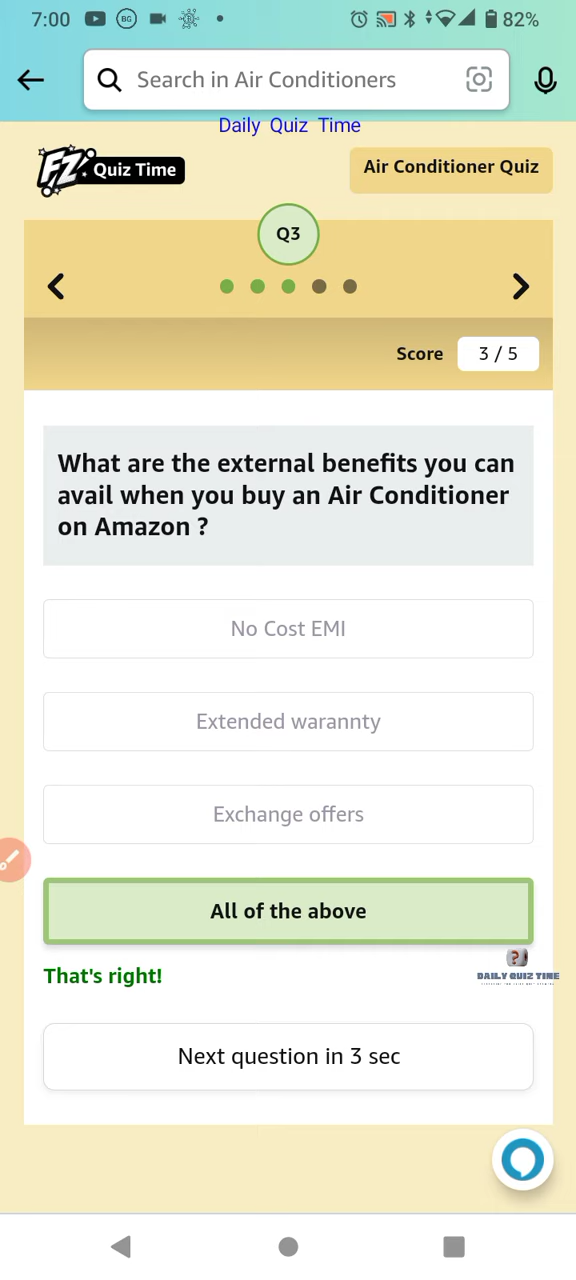 7:00 BG 82%
Search in Air Conditioners
Daily Quiz Time
FZ Quiz Time
Air Conditioner Quiz
Q3
Score 3 / 5
What are the external benefits you can
avail when you buy an Air Conditioner
on Amazon ?
No Cost EMI
Extended warannty
Exchange offers
All of the above
That's right!
?
DAILY QUIZ TIME
Next question in 3 sec